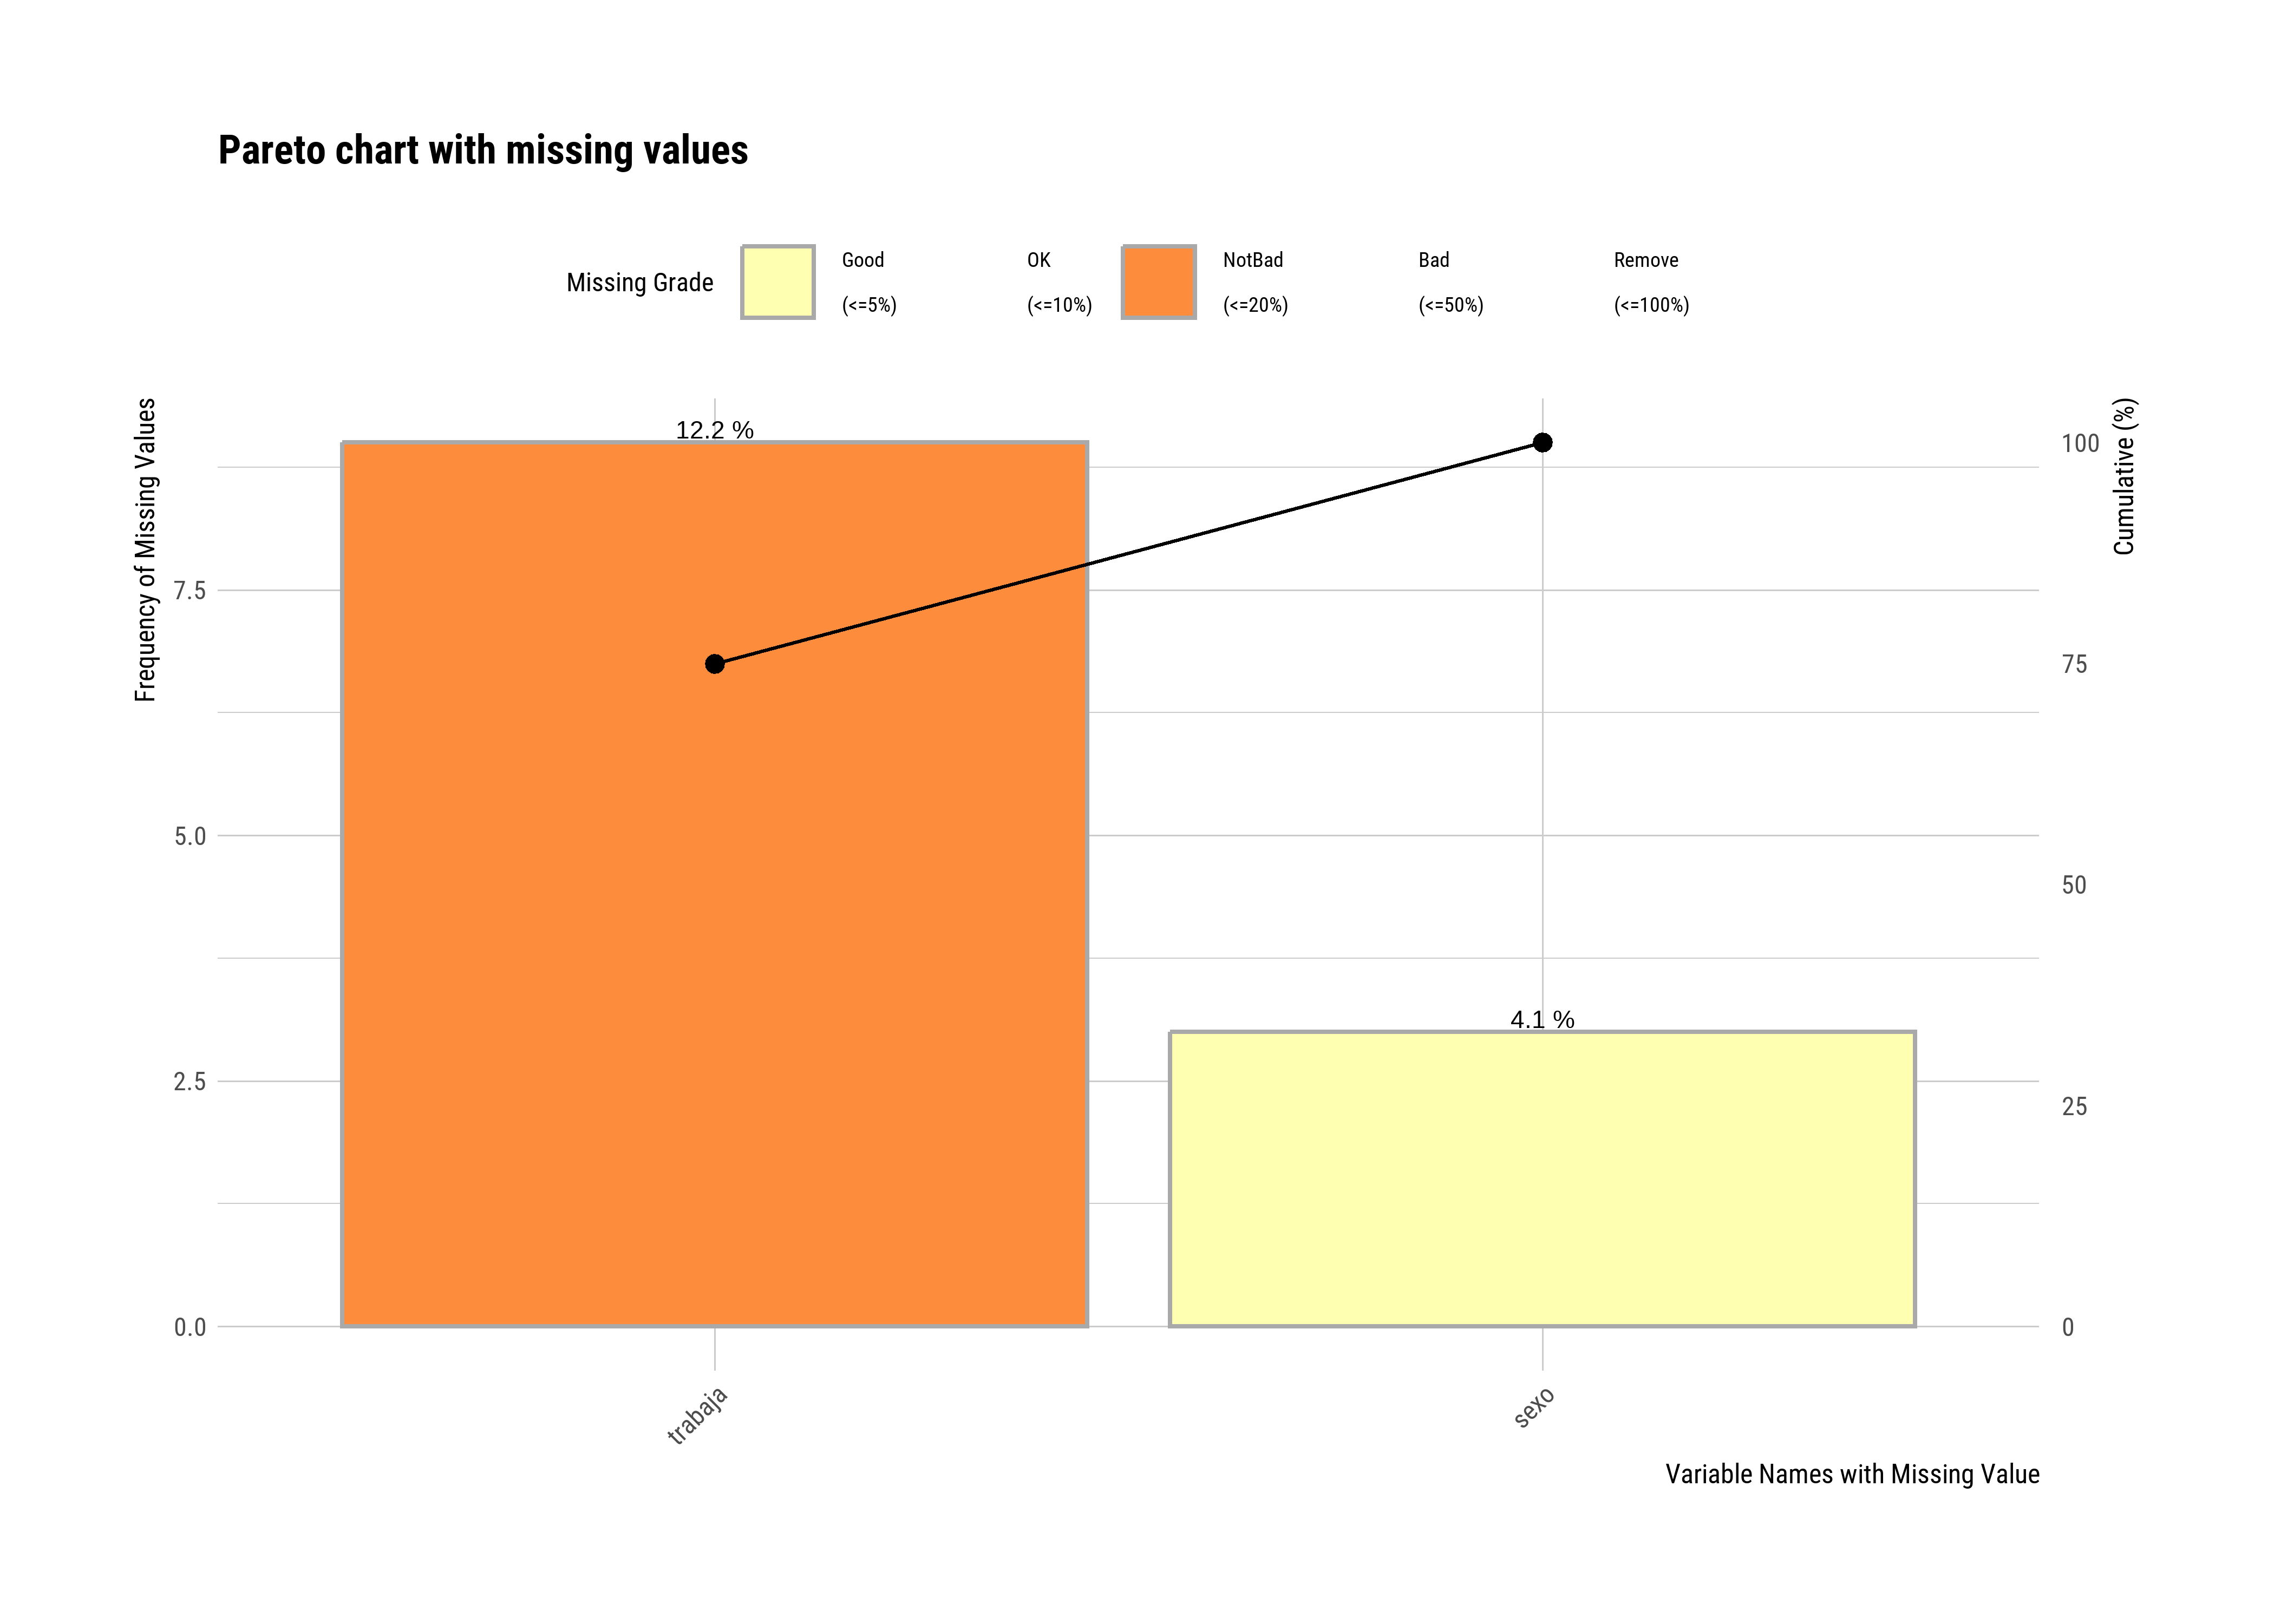 Pareto chart with missing values
Missing Grade
Good
(<=5%)
OK
(<=10%)
NotBad
(<=20%)
Bad
(<=50%)
Remove
(<=100%)
Frequency of Missing Values
Cumulative (%)
12.2 %
4.1 %
7.5
5.0
2.5
0.0
100
75
50
25
0
trabaja
sexo
Variable Names with Missing Value